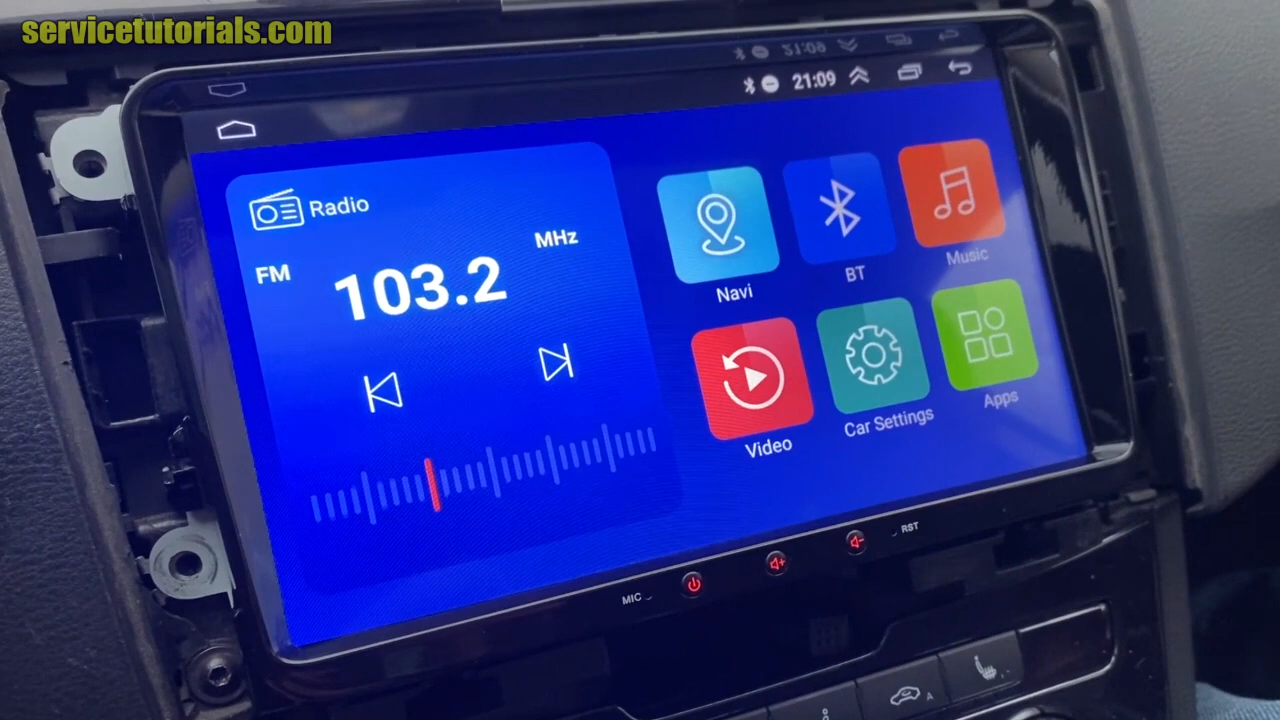 servicetutorials.com
21:09
Radio
FM
MHz
103.2
Navi
BT
Music
Video
Car Settings
Apps
MIC
RST
A